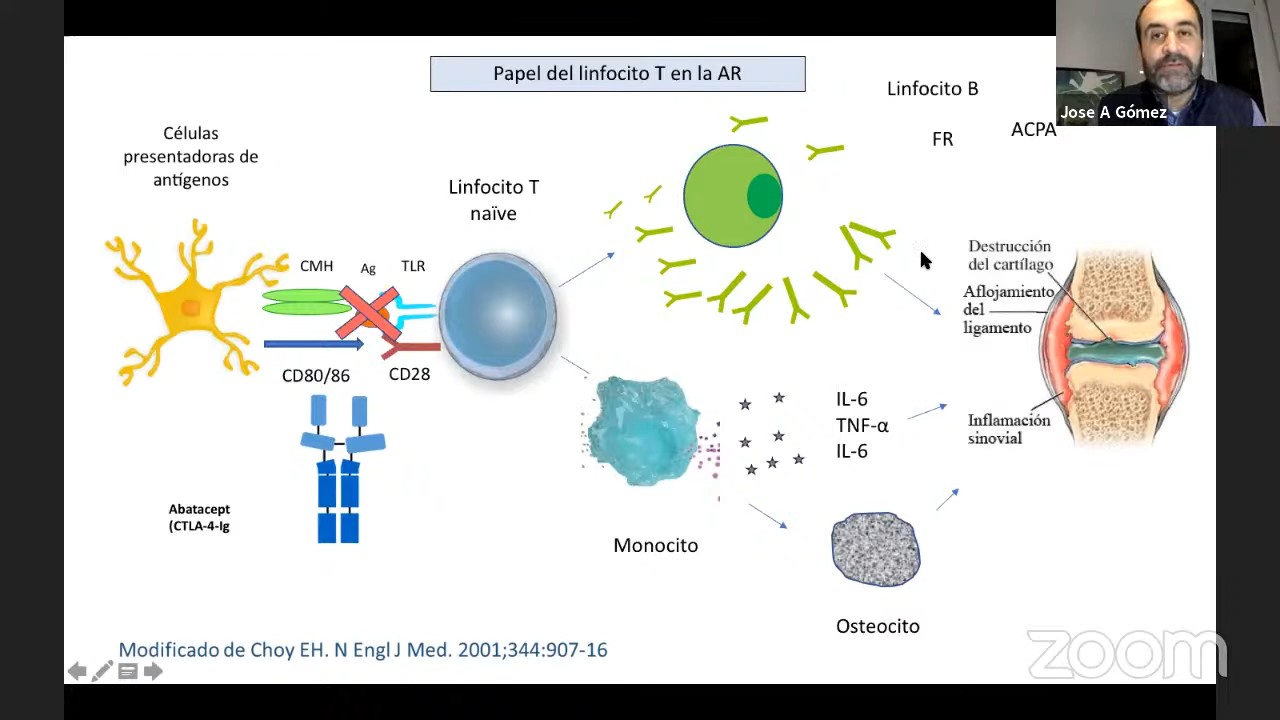 Papel del linfocito T en la AR
Linfocito B
Jose A Gómez
FR
ACPA
Células
presentadoras de
antígenos
Linfocito T
naïve
CMH
Ag
TLR
CD80/86
CD28
Destrucción
del cartílago
Aflojamiento
del
ligamento
Inflamación
sinovial
IL-6
TNF-α
IL-6
Abatacept
(CTLA-4-Ig
Monocito
Osteocito
Modificado de Choy EH. N Engl J Med. 2001;344:907-16
zoom